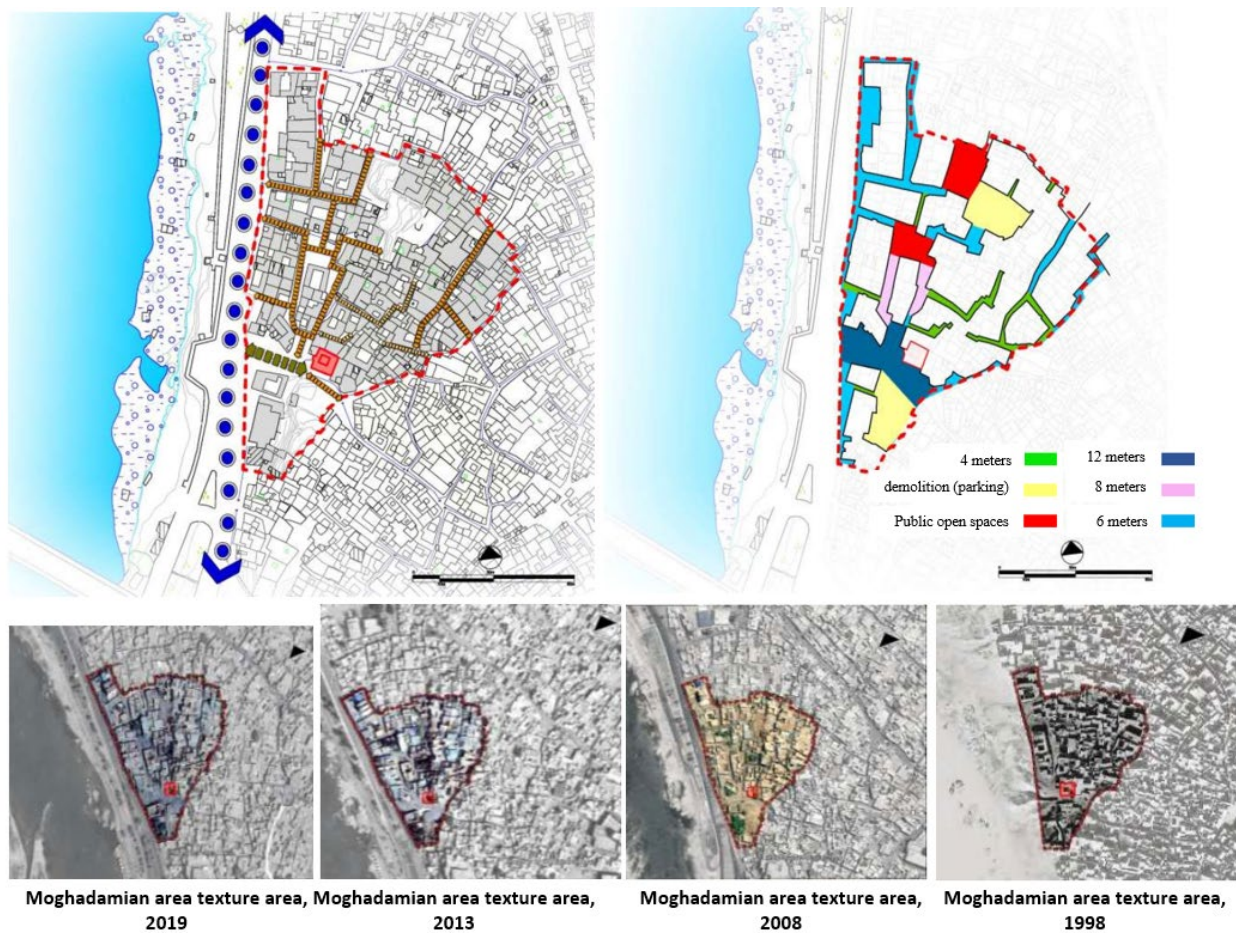 4 meters
12 meters
demolition (parking)
8 meters
Public open spaces
6 meters
Moghadamian area texture area,
2019
Moghadamian area texture area,
2013
Moghadamian area texture area,
2008
Moghadamian area texture area,
1998